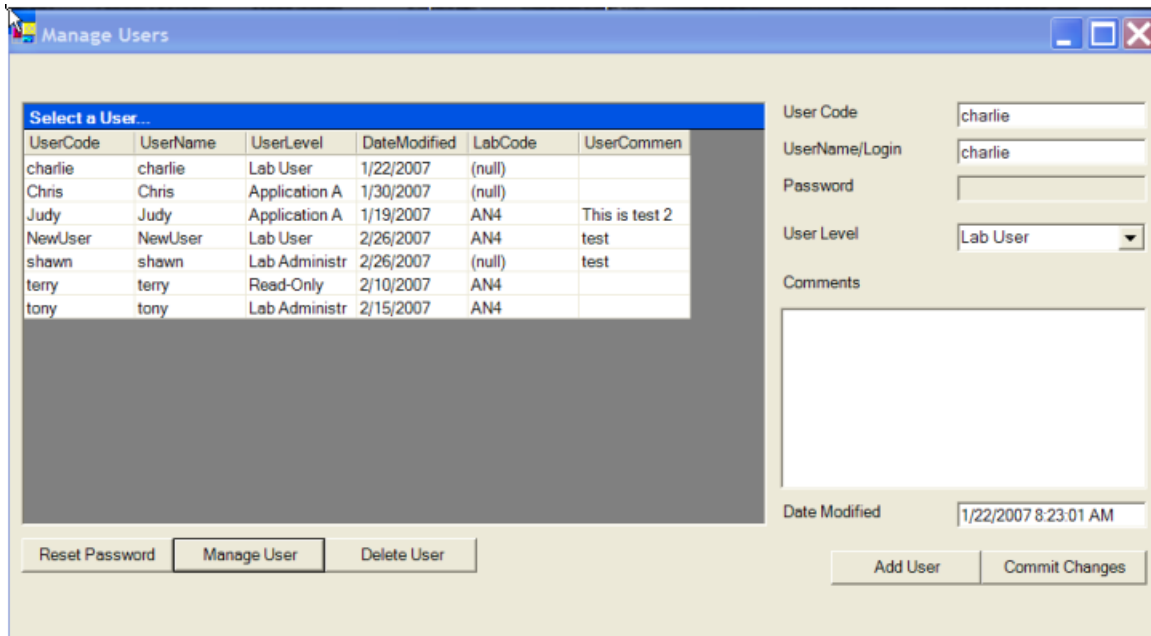 Manage Users
Select a User...
UserCode UserName UserLevel DateModified LabCode UserCommen
charlie charlie Lab User 1/22/2007 (null)
Chris Chris Application A 1/30/2007 (null)
Judy Judy Application A 1/19/2007 AN4 This is test 2
NewUser NewUser Lab User 2/26/2007 AN4 test
shawn shawn Lab Administr 2/26/2007 (null) test
terry terry Read-Only 2/10/2007 AN4
tony tony Lab Administr 2/15/2007 AN4
Reset Password Manage User Delete User
User Code charlie
UserName/Login charlie
Password
User Level Lab User
Comments
Date Modified 1/22/2007 8:23:01 AM
Add User Commit Changes